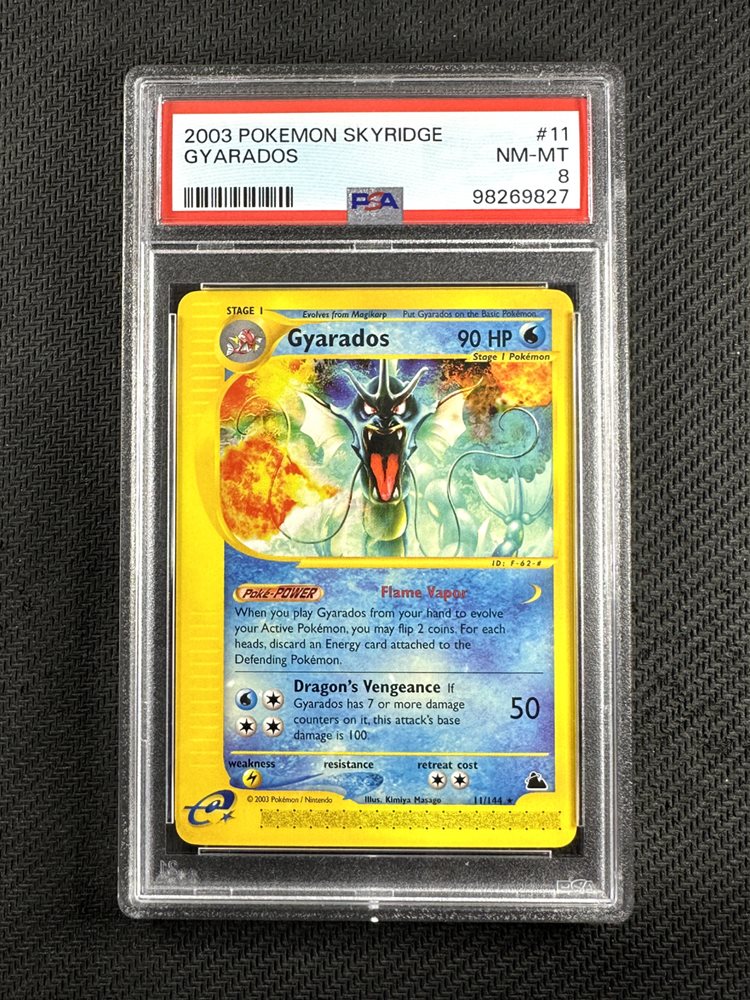 2003 POKEMON SKYRIDGE #11
GYARADOS NM-MT
8
PSA 98269827
STAGE 1 Evolves from Magikarp Put Gyarados on the Basic Pokémon.
Gyarados 90 HP
Stage 1 Pokémon
ID: F-62-#
Poké-POWER Flame Vapor
When you play Gyarados from your hand to evolve
your Active Pokémon, you may flip 2 coins. For each
heads, discard an Energy card attached to the
Defending Pokémon.
Dragon's Vengeance If
Gyarados has 7 or more damage
counters on it, this attack's base
damage is 100.
50
weakness resistance retreat cost
© 2003 Pokémon / Nintendo Illus. Kimiya Masago 11/144 ★
e